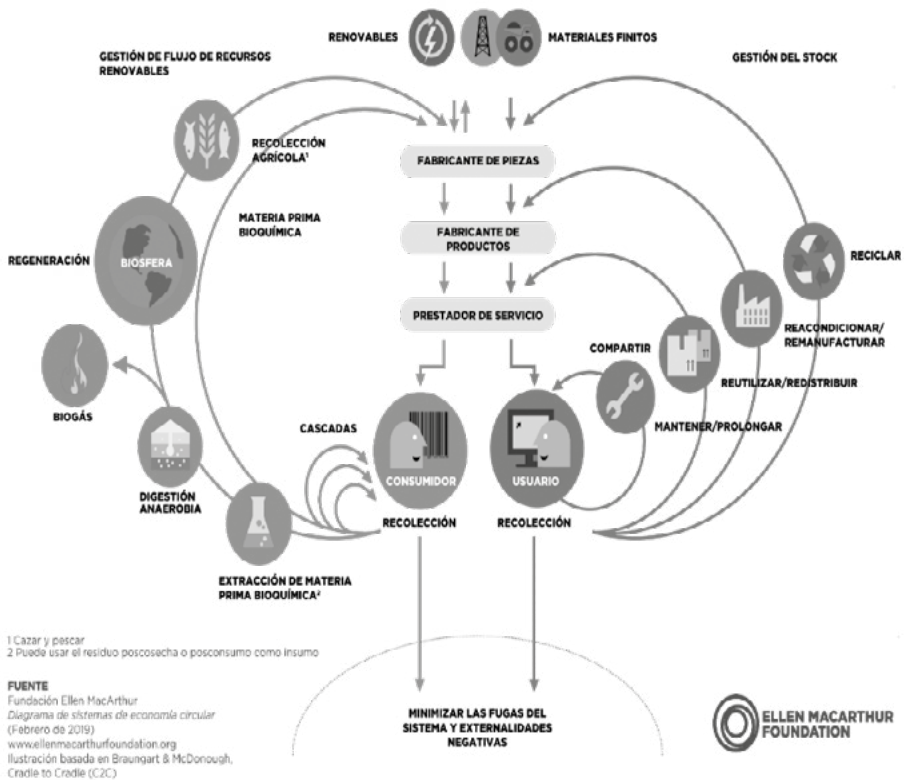 RENOVABLES
MATERIALES FINITOS
GESTIÓN DE FLUJO DE RECURSOS
RENOVABLES
GESTIÓN DEL STOCK
RECOLECCIÓN
AGRÍCOLA¹
FABRICANTE DE PIEZAS
MATERIA PRIMA
BIOQUÍMICA
FABRICANTE DE
PRODUCTOS
REGENERACIÓN
BIÓSFERA
RECICLAR
PRESTADOR DE SERVICIO
REACONDICIONAR/
REMANUFACTURAR
COMPARTIR
REUTILIZAR/REDISTRIBUIR
BIOGÁS
CASCADAS
MANTENER/PROLONGAR
CONSUMIDOR
USUARIO
DIGESTIÓN
ANAEROBIA
RECOLECCIÓN
RECOLECCIÓN
EXTRACCIÓN DE MATERIA
PRIMA BIOQUÍMICA²
1 Cazar y pescar
2 Puede usar el residuo poscosecha o posconsumo como insumo
FUENTE
Fundación Ellen MacArthur
Diagrama de sistemas de economía circular
(Febrero de 2019)
www.ellenmacarthurfoundation.org
Ilustración basada en Braungart & McDonough,
Cradle to Cradle (C2C)
MINIMIZAR LAS FUGAS DEL
SISTEMA Y EXTERNALIDADES
NEGATIVAS
ELLEN MACARTHUR
FOUNDATION